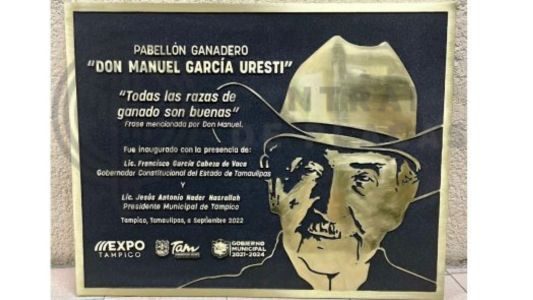 PABELLÓN GANADERO
"DON MANUEL GARCÍA URESTI"
"Todas las razas de
ganado son buenas"
Frase mencionada por Don Manuel.
Fue inaugurado con la presencia de:
Lic. Francisco García Cabeza de Vaca
Gobernador Constitucional del Estado de Tamaulipas
Y
Lic. Jesús Antonio Nader Nasrallah
Presidente Municipal de Tampico
Tampico, Tamaulipas, a Septiembre 2022
EXPO
TAMPICO
Tam
GOBIERNO
MUNICIPAL
2021-2024